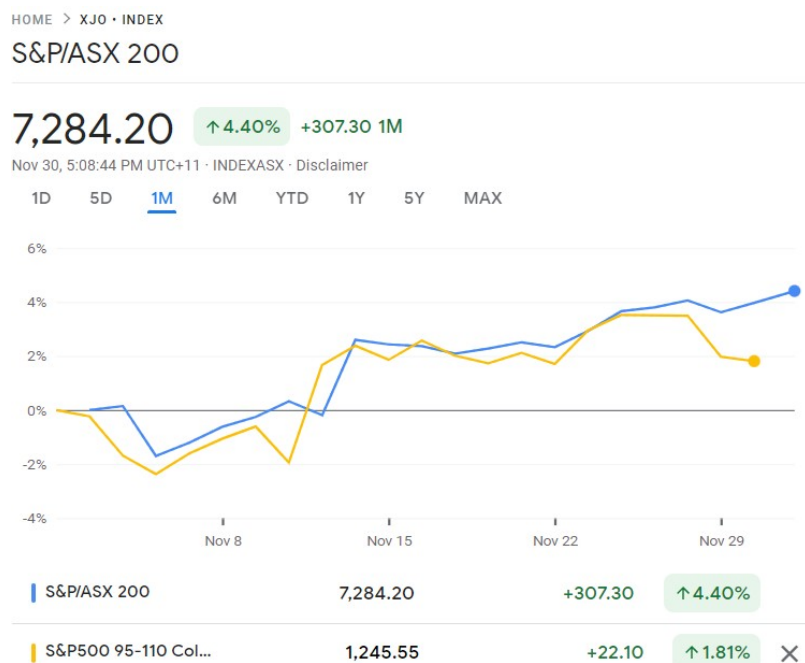 HOME > XJO • INDEX
S&P/ASX 200
7,284.20 ↑4.40% +307.30 1M
Nov 30, 5:08:44 PM UTC+11 · INDEXASX · Disclaimer
1D 5D 1M 6M YTD 1Y 5Y MAX
6%
4%
2%
0%
-2%
-4%
Nov 8 Nov 15 Nov 22 Nov 29
S&P/ASX 200 7,284.20 +307.30 ↑4.40%
S&P500 95-110 Col... 1,245.55 +22.10 ↑1.81%